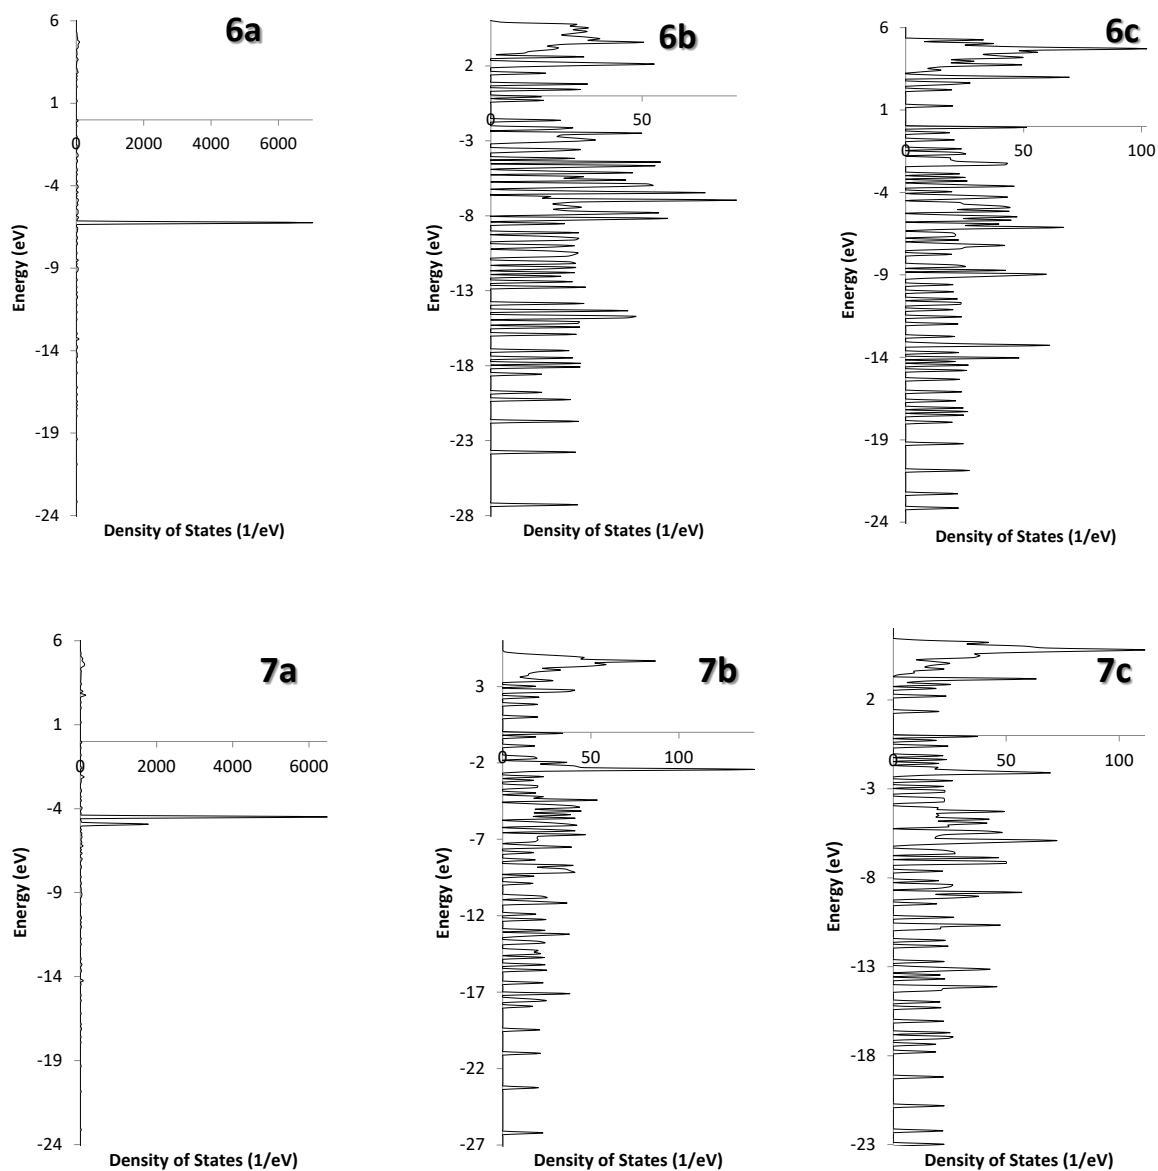 6a
6
1
-4
-9
-14
-19
-24
0 2000 4000 6000
Energy (eV)
Density of States (1/eV)
6b
2
-3
-8
-13
-18
-23
-28
0 50
Energy (eV)
Density of States (1/eV)
6c
6
1
-4
-9
-14
-19
-24
0 50 100
Energy (eV)
Density of States (1/eV)
7a
6
1
-4
-9
-14
-19
-24
0 2000 4000 6000
Energy (eV)
Density of States (1/eV)
7b
3
-2
-7
-12
-17
-22
-27
0 50 100
Energy (eV)
Density of States (1/eV)
7c
2
-3
-8
-13
-18
-23
0 50 100
Energy (eV)
Density of States (1/eV)